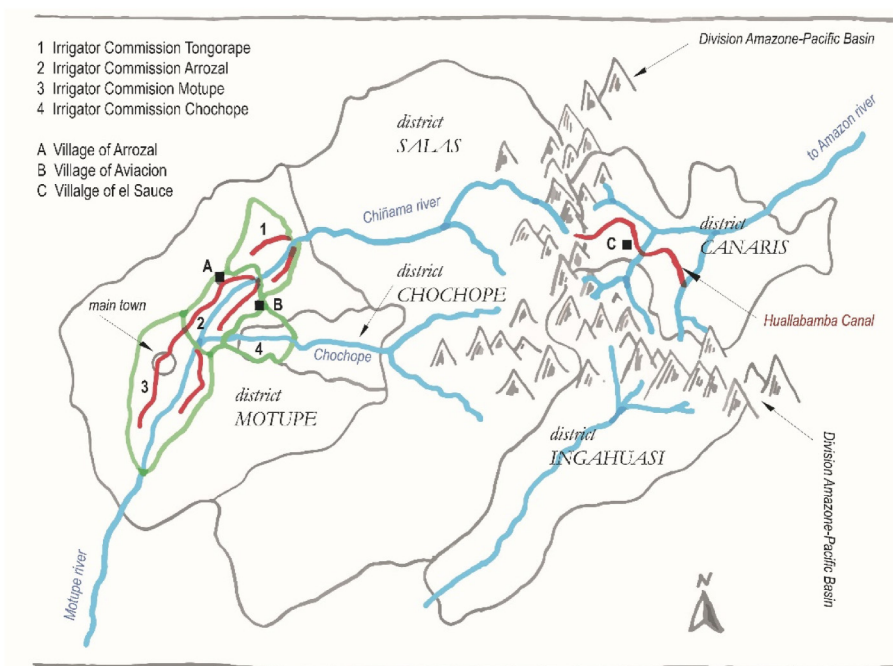 1 Irrigator Commission Tongorape
2 Irrigator Commission Arrozal
3 Irrigator Commision Motupe
4 Irrigator Commission Chochope
A Village of Arrozal
B Village of Aviacion
C Villalge of el Sauce
Division Amazone-Pacific Basin
district
SALAS
to Amazon river
Chiñama river
1
district
CANARIS
C
A
district
CHOCHOPE
main town
B
Huallabamba Canal
2
4
Chochope
3
district
MOTUPE
district
INGAHUASI
Division Amazone-Pacific Basin
Motupe river
N